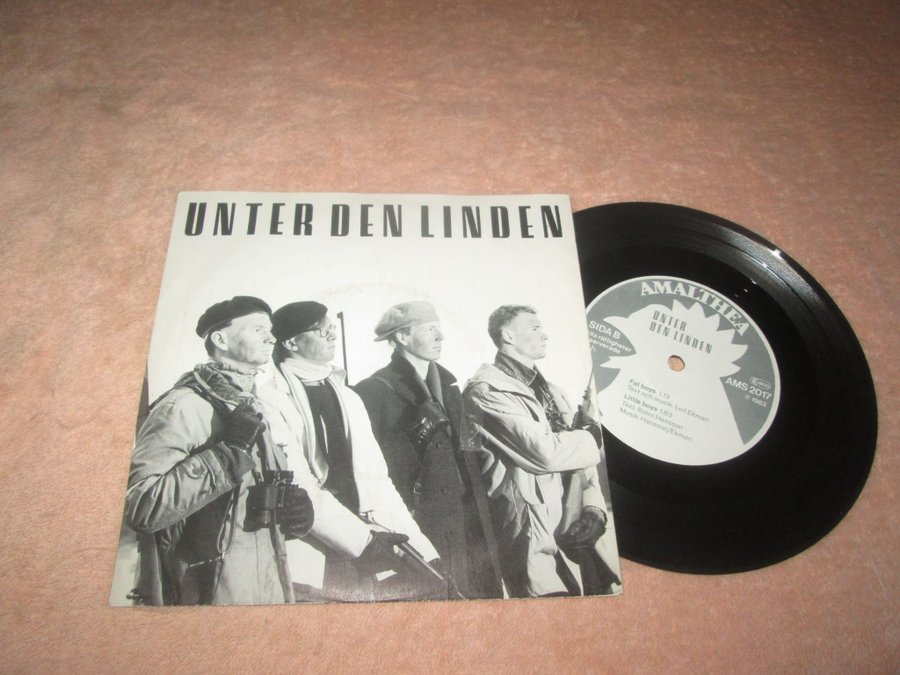 UNTER DEN LINDEN
AMALTHEA
UNTER
DEN LINDEN
SIDA B
rättigheter
AMS 2017
℗ 1983
Fat boys
Text och musik: Leif Ekman
Little boys
Text: Björn Hansson
Musik: Hansson/Ekman